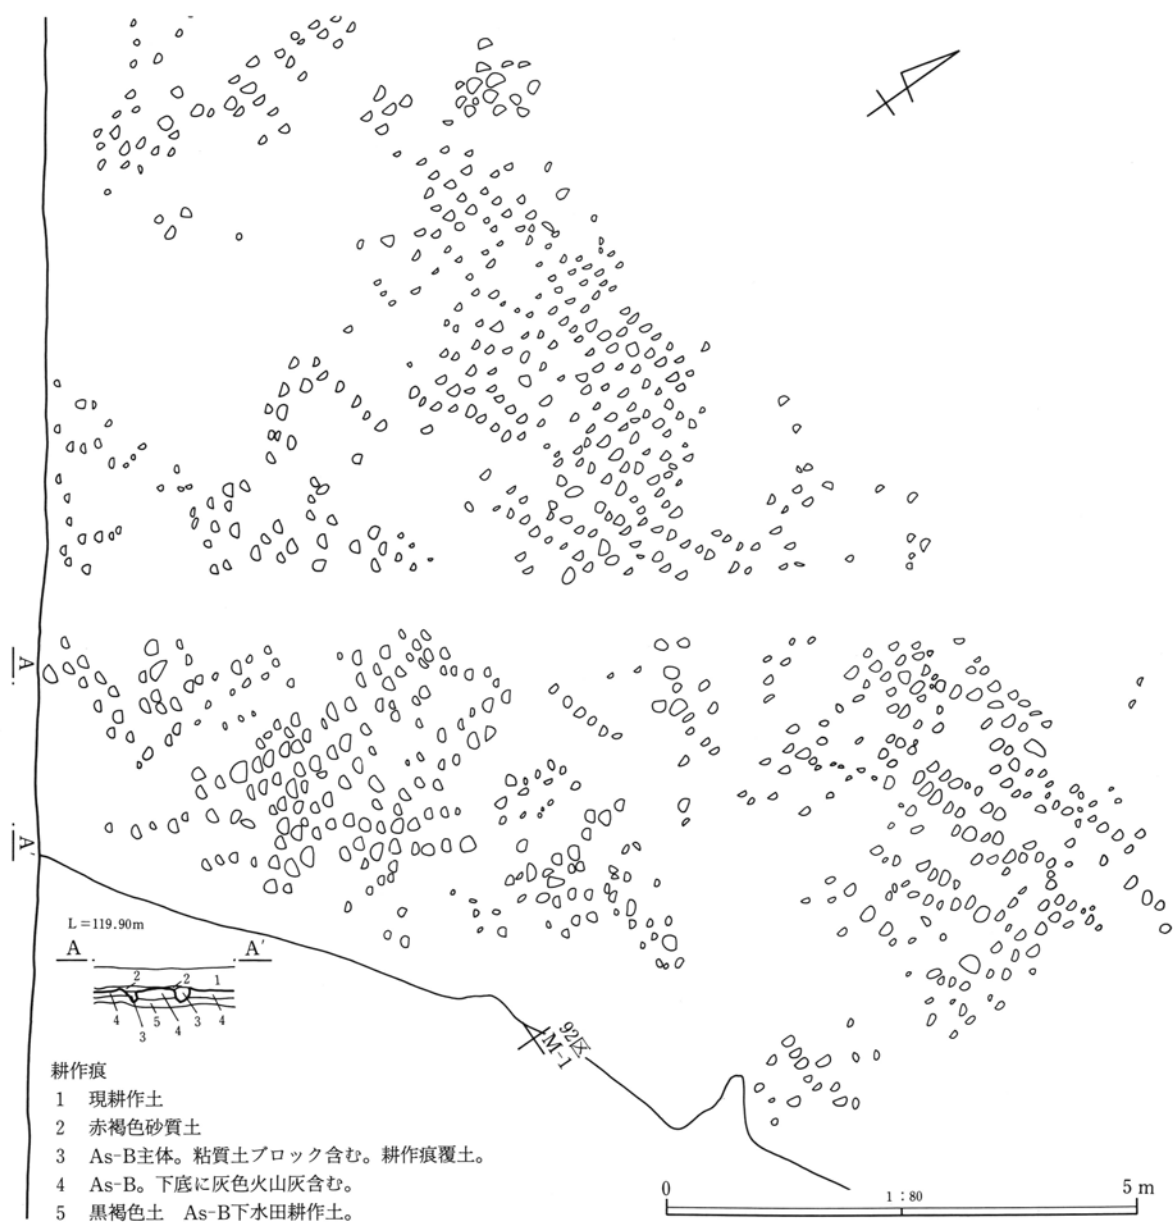 A
A'
L=119.90m
A
A'
2
2
1
4
3
5
4
3
4
92区
M-1
耕作痕
1 現耕作土
2 赤褐色砂質土
3 As-B主体。粘質土ブロック含む。耕作痕覆土。
4 As-B。下底に灰色火山灰含む。
5 黒褐色土 As-B下水田耕作土。
0
1:80
5 m